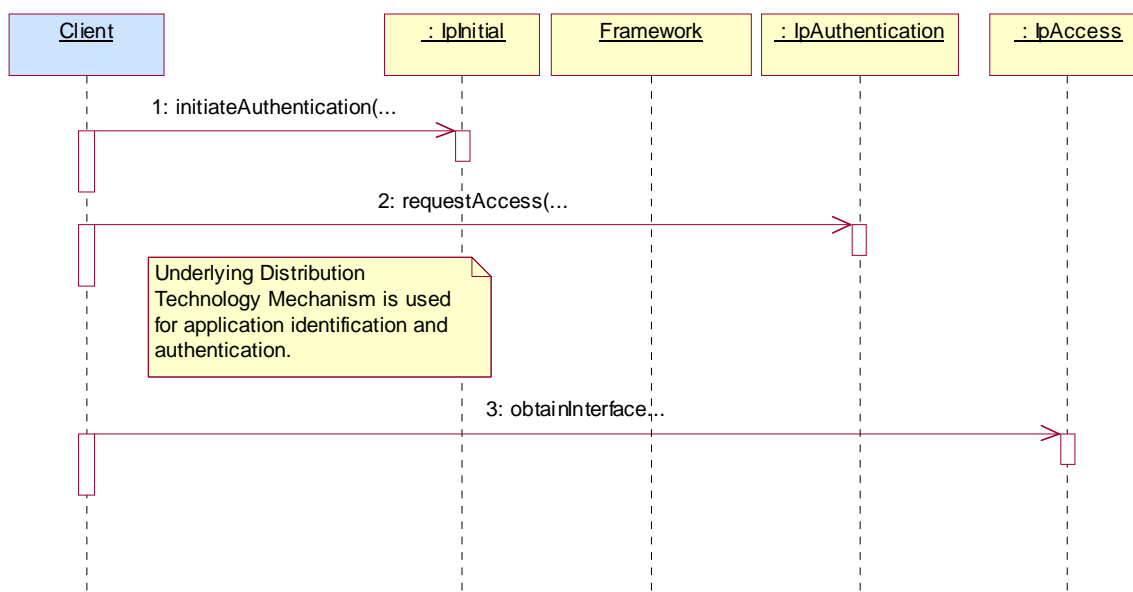 Client
: IpInitial
Framework
: IpAuthentication
: IpAccess
1: initiateAuthentication(...
2: requestAccess(...
Underlying Distribution
Technology Mechanism is used
for application identification and
authentication.
3: obtainInterface...